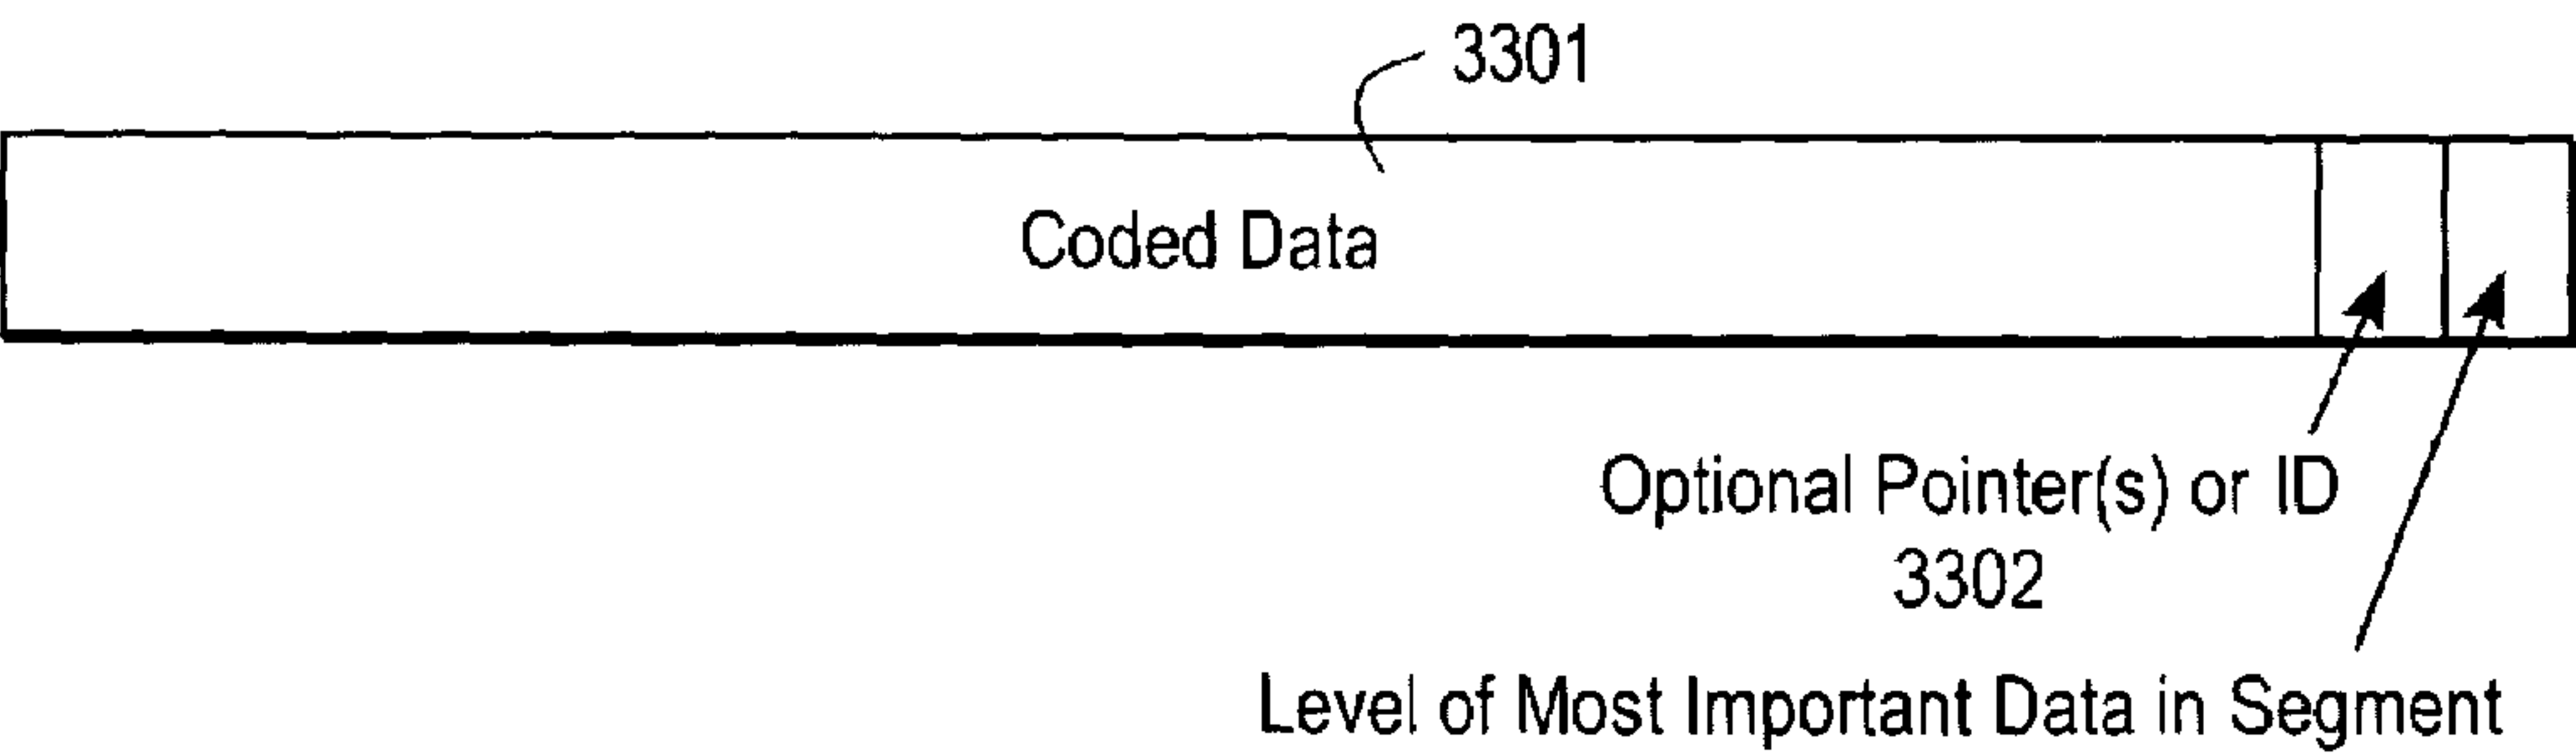 3301
Coded Data
Optional Pointer(s) or ID
3302
Level of Most Important Data in Segment